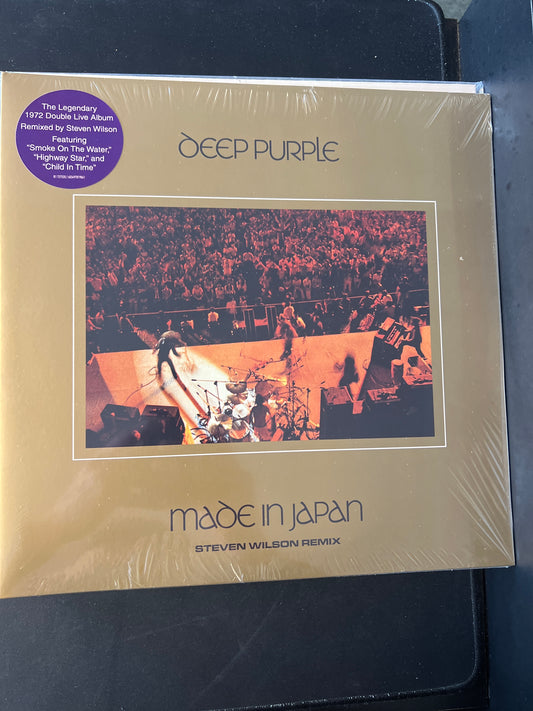 The Legendary
1972 Double Live Album
Remixed by Steven Wilson
Featuring
"Smoke On The Water,"
"Highway Star," and
"Child In Time"
DEEP PURPLE
MADE IN JAPAN
STEVEN WILSON REMIX